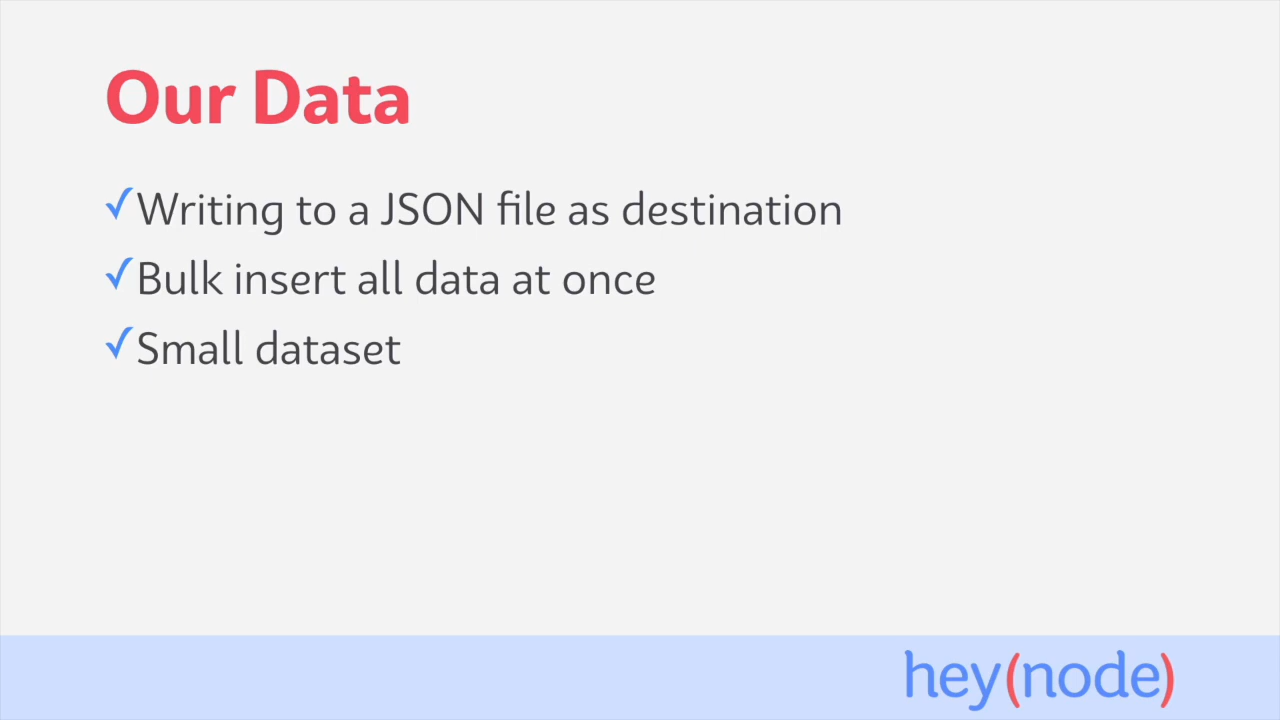 Our Data
✓Writing to a JSON file as destination
✓Bulk insert all data at once
✓Small dataset
hey(node)